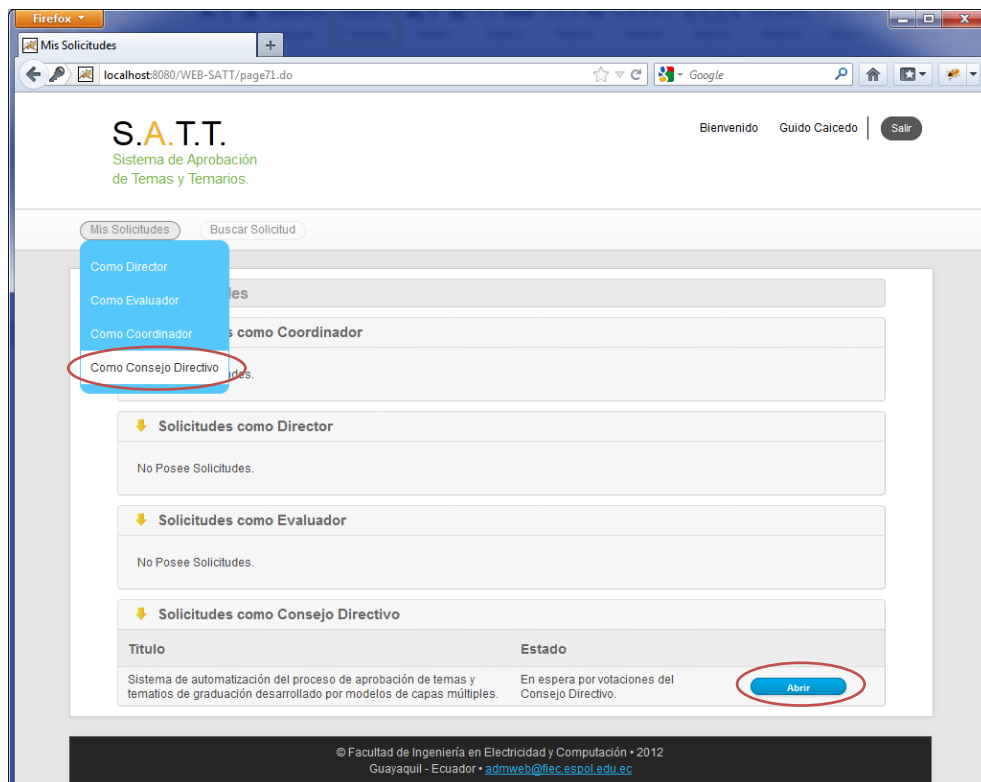 Firefox
Mis Solicitudes
+
localhost:8080/WEB-SATT/page71.do
Google
S.A.T.T.
Sistema de Aprobación
de Temas y Temarios.
Bienvenido Guido Caicedo Salir
Mis Solicitudes Buscar Solicitud
Como Director
Como Evaluador
Como Coordinador
Como Consejo Directivo
como Coordinador
Solicitudes como Director
No Posee Solicitudes.
Solicitudes como Evaluador
No Posee Solicitudes.
Solicitudes como Consejo Directivo
Título Estado
Sistema de automatización del proceso de aprobación de temas y
tematios de graduación desarrollado por modelos de capas múltiples.
En espera por votaciones del
Consejo Directivo.
Abrir
© Facultad de Ingeniería en Electricidad y Computación • 2012
Guayaquil - Ecuador • admweb@fiec.espol.edu.ec